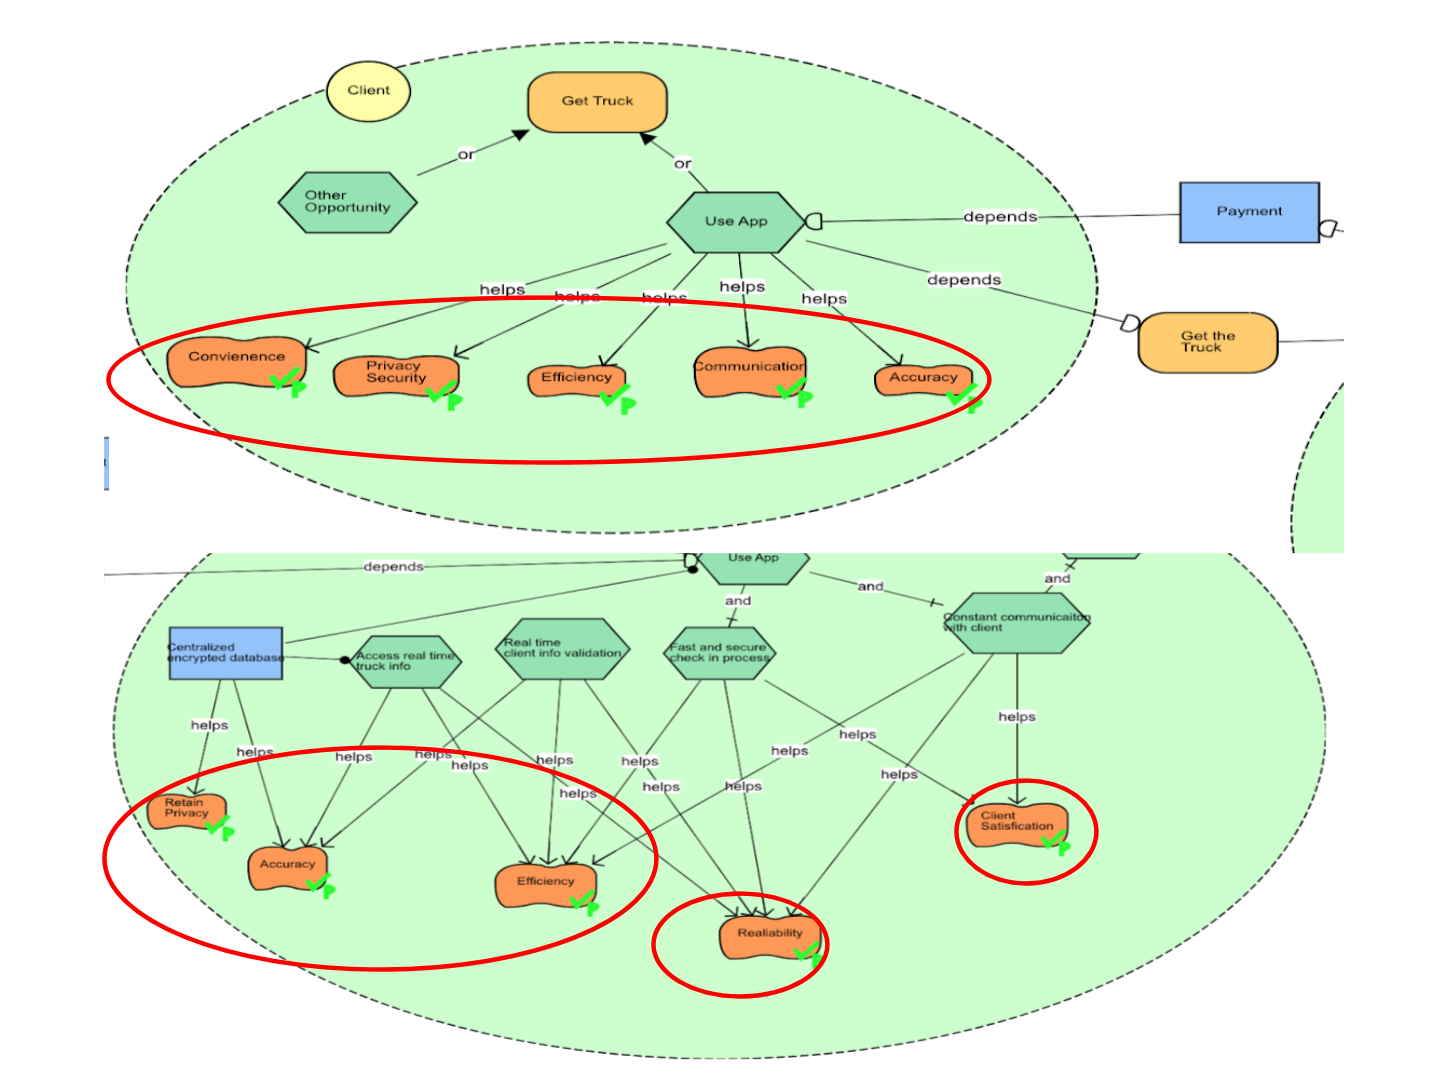 Client
Get Truck
or
or
Other
Opportunity
Use App
depends
Payment
helps
helps
helps
helps
helps
depends
Get the
Truck
Convienence
Privacy
Security
Efficiency
Communication
Accuracy
P
P
P
P
P
depends
Use App
and
and
and
Centralized
encrypted database
Access real time
truck info
Real time
client info validation
Fast and secure
check in process
Constant communicaiton
with client
helps
helps
helps
helps
helps
helps
helps
helps
helps
helps
helps
helps
helps
helps
Retain
Privacy
Accuracy
Efficiency
Realiability
Client
Satisfication
P
P
P
P
P